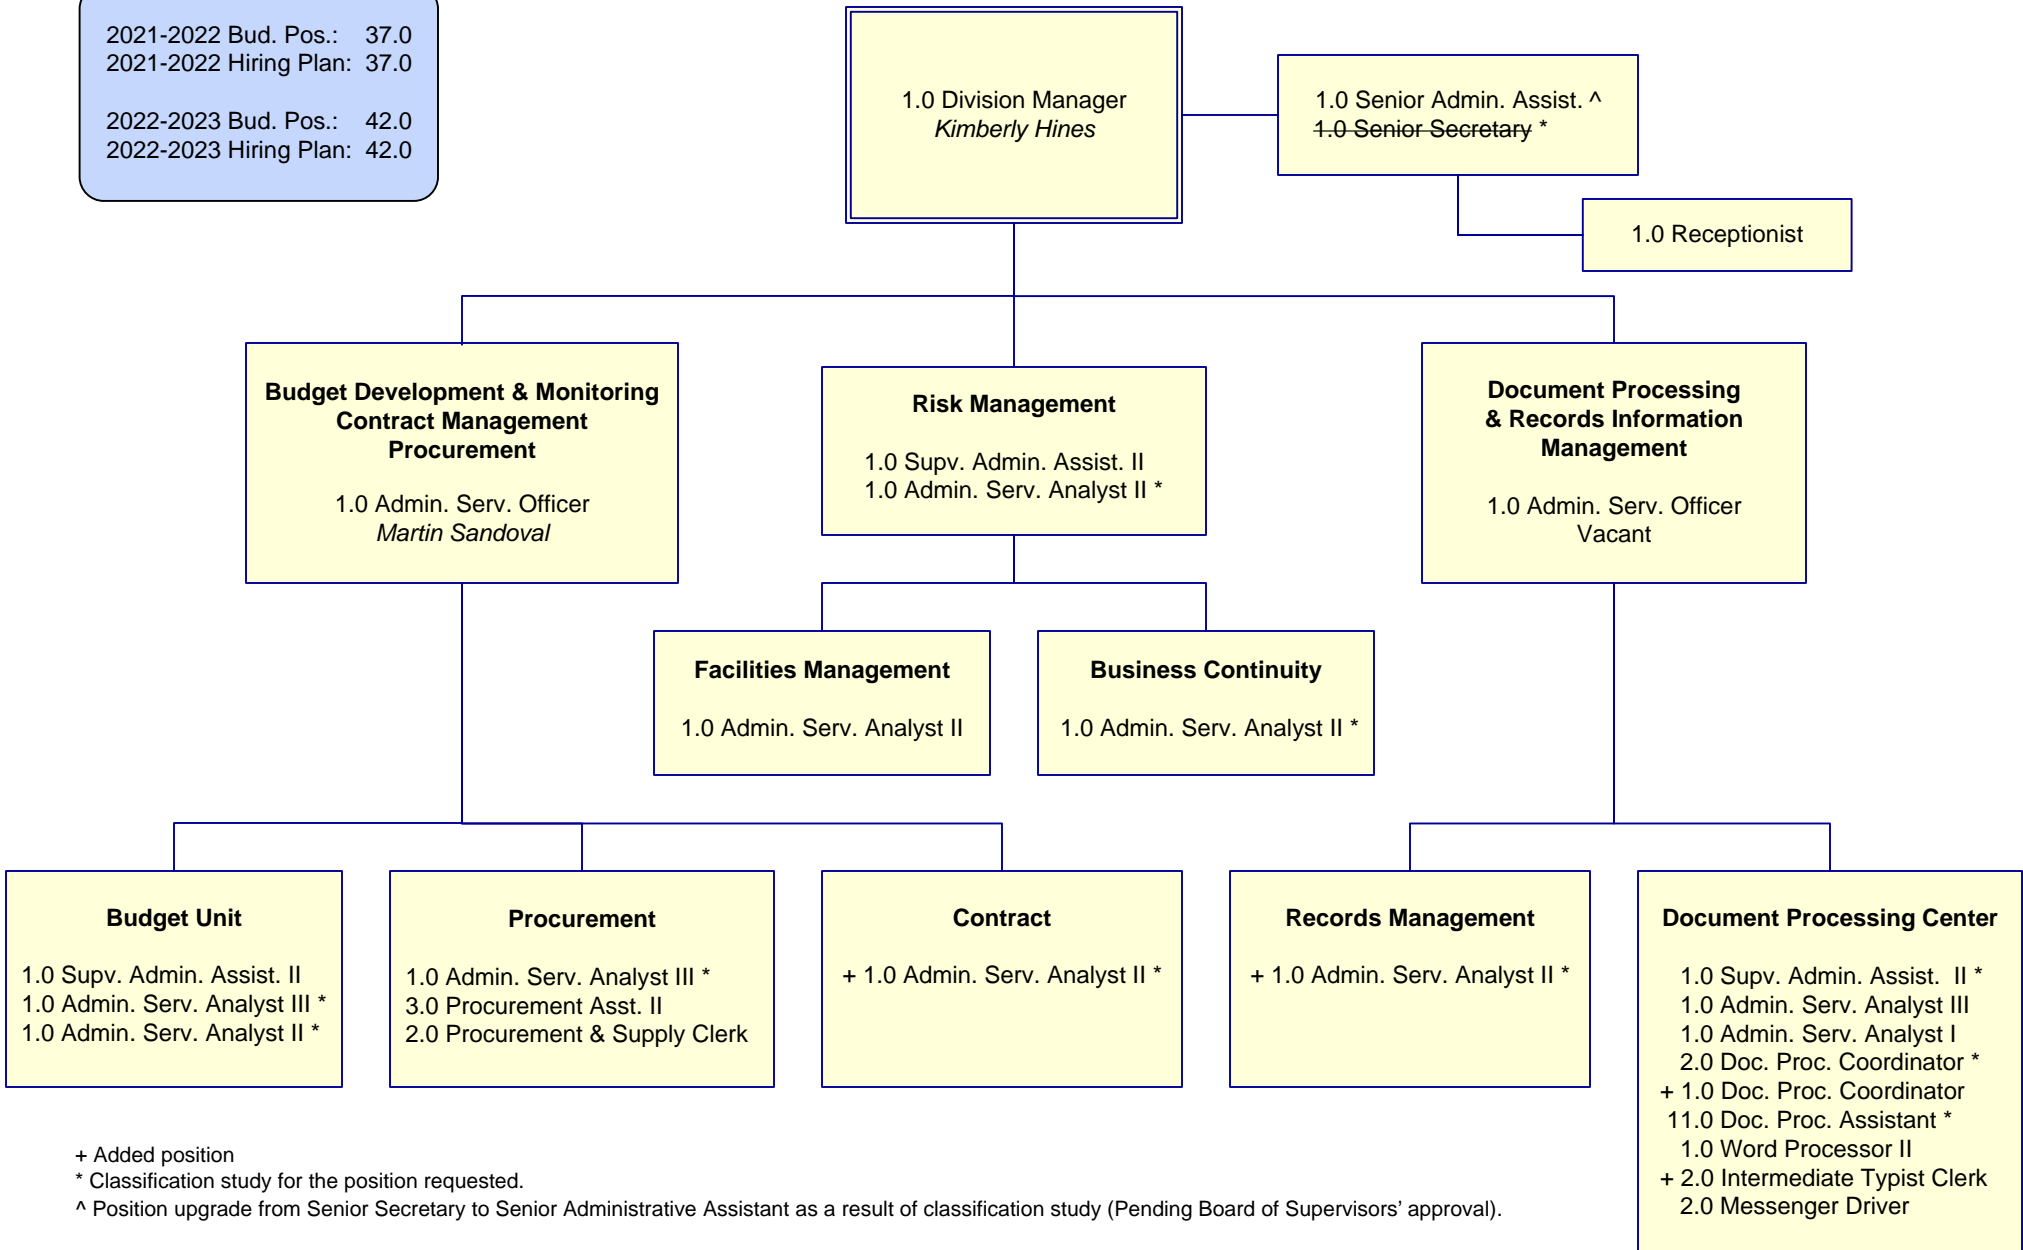 2021-2022 Bud. Pos.: 37.0
2021-2022 Hiring Plan: 37.0
2022-2023 Bud. Pos.: 42.0
2022-2023 Hiring Plan: 42.0
1.0 Division Manager
Kimberly Hines
1.0 Senior Admin. Assist. ^
1.0 Senior Secretary *
1.0 Receptionist
Budget Development & Monitoring
Contract Management
Procurement
1.0 Admin. Serv. Officer
Martin Sandoval
Risk Management
1.0 Supv. Admin. Assist. II
1.0 Admin. Serv. Analyst II *
Document Processing
& Records Information
Management
1.0 Admin. Serv. Officer
Vacant
Facilities Management
1.0 Admin. Serv. Analyst II
Business Continuity
1.0 Admin. Serv. Analyst II *
Budget Unit
1.0 Supv. Admin. Assist. II
1.0 Admin. Serv. Analyst III *
1.0 Admin. Serv. Analyst II *
Procurement
1.0 Admin. Serv. Analyst III *
3.0 Procurement Asst. II
2.0 Procurement & Supply Clerk
Contract
+ 1.0 Admin. Serv. Analyst II *
Records Management
+ 1.0 Admin. Serv. Analyst II *
Document Processing Center
1.0 Supv. Admin. Assist. II *
1.0 Admin. Serv. Analyst III
1.0 Admin. Serv. Analyst I
2.0 Doc. Proc. Coordinator *
+ 1.0 Doc. Proc. Coordinator
11.0 Doc. Proc. Assistant *
1.0 Word Processor II
+ 2.0 Intermediate Typist Clerk
2.0 Messenger Driver
+ Added position
* Classification study for the position requested.
^ Position upgrade from Senior Secretary to Senior Administrative Assistant as a result of classification study (Pending Board of Supervisors’ approval).